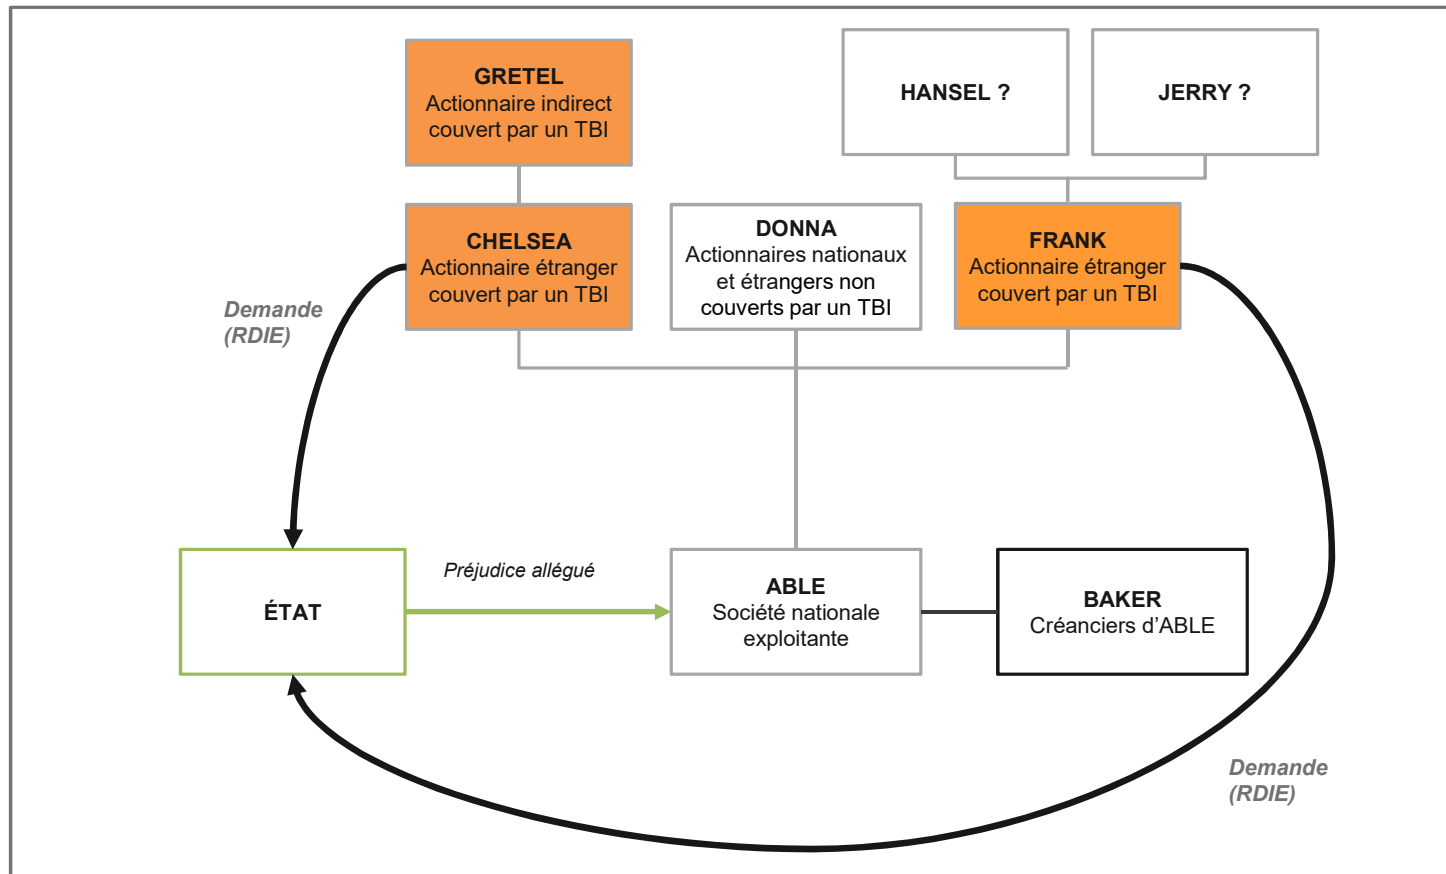 GRETEL
Actionnaire indirect
couvert par un TBI
HANSEL ?
JERRY ?
CHELSEA
Actionnaire étranger
couvert par un TBI
DONNA
Actionnaires nationaux
et étrangers non
couverts par un TBI
FRANK
Actionnaire étranger
couvert par un TBI
Demande
(RDIE)
ÉTAT
Préjudice allégué
ABLE
Société nationale
exploitante
BAKER
Créanciers d’ABLE
Demande
(RDIE)